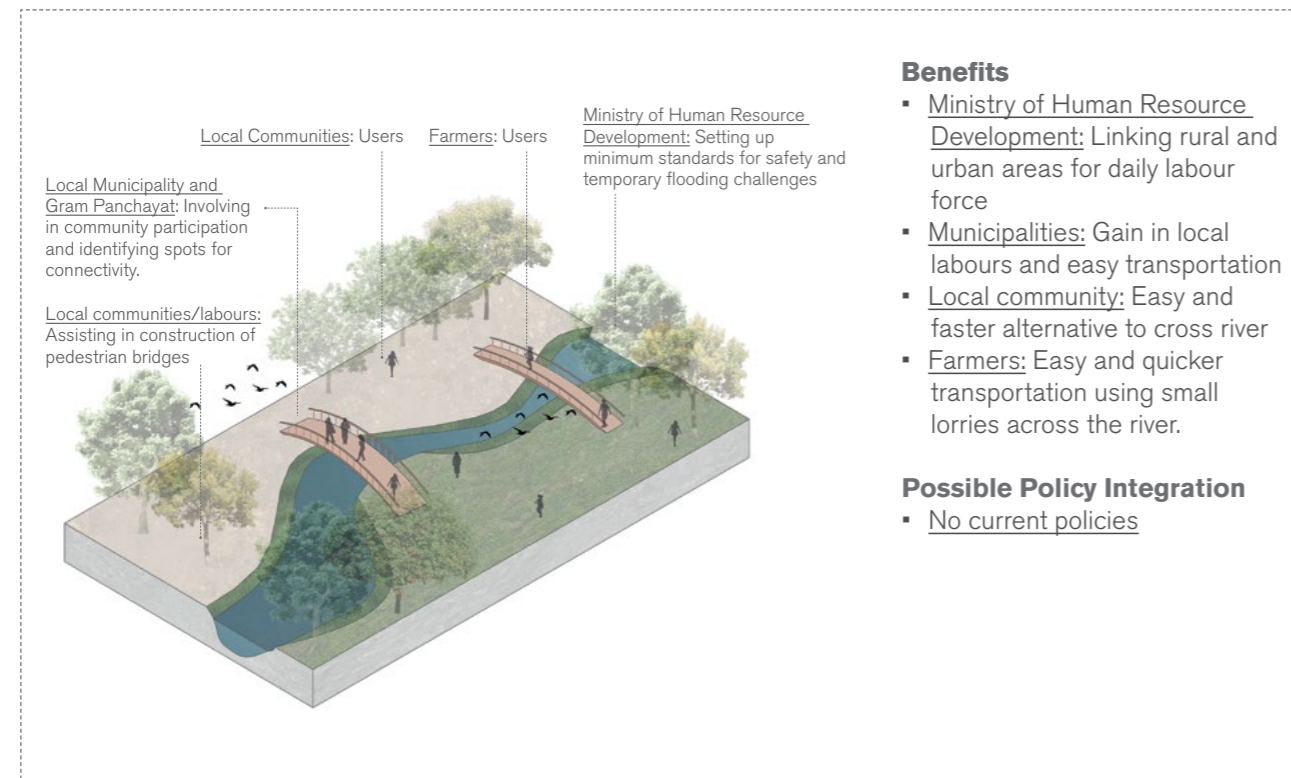 Local Communities: Users
Farmers: Users
Ministry of Human Resource
Development: Setting up
minimum standards for safety and
temporary flooding challenges
Local Municipality and
Gram Panchayat: Involving
in community participation
and identifying spots for
connectivity.
Local communities/labours:
Assisting in construction of
pedestrian bridges
Benefits
▪ Ministry of Human Resource
Development: Linking rural and
urban areas for daily labour
force
▪ Municipalities: Gain in local
labours and easy transportation
▪ Local community: Easy and
faster alternative to cross river
▪ Farmers: Easy and quicker
transportation using small
lorries across the river.
Possible Policy Integration
▪ No current policies